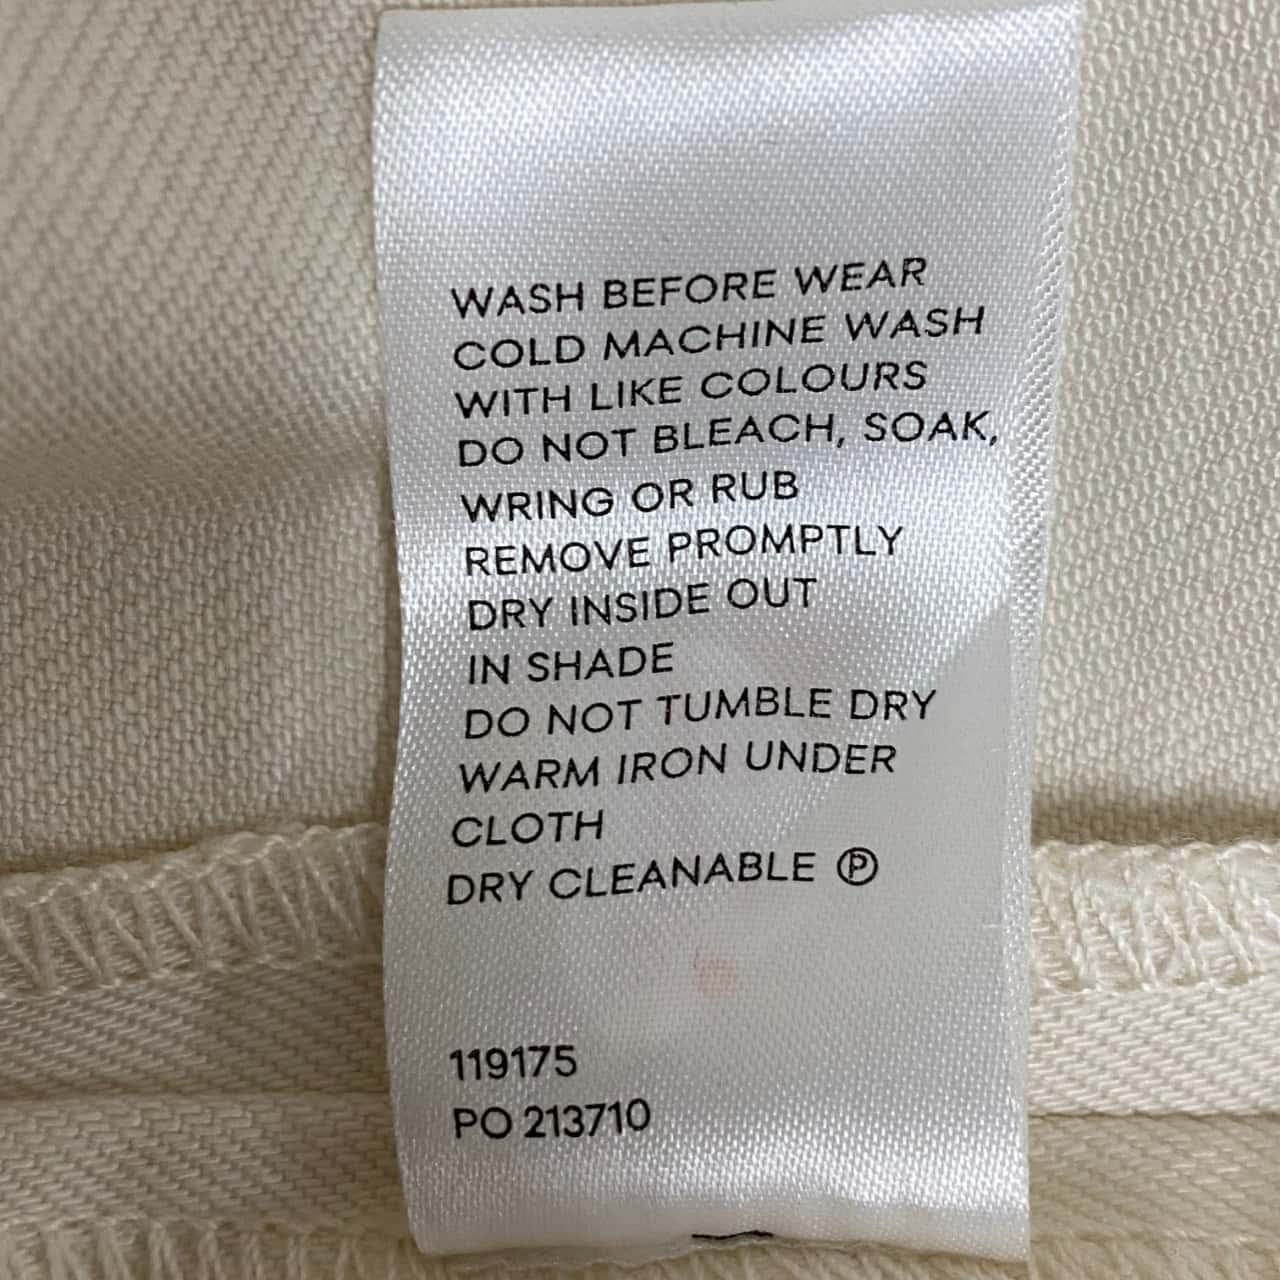 WASH BEFORE WEAR
COLD MACHINE WASH
WITH LIKE COLOURS
DO NOT BLEACH, SOAK,
WRING OR RUB
REMOVE PROMPTLY
DRY INSIDE OUT
IN SHADE
DO NOT TUMBLE DRY
WARM IRON UNDER
CLOTH
DRY CLEANABLE Ⓟ
119175
PO 213710